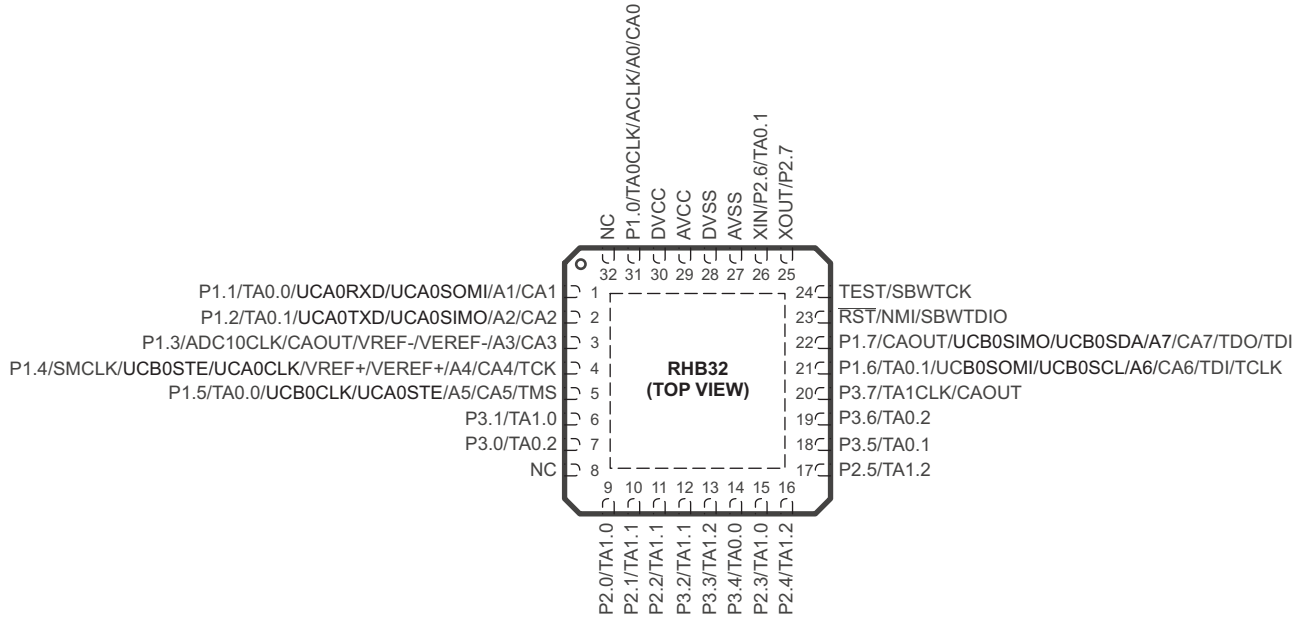 NC
P1.0/TA0CLK/ACLK/A0/CA0
DVCC
AVCC
DVSS
AVSS
XIN/P2.6/TA0.1
XOUT/P2.7
32 31 30 29 28 27 26 25
P1.1/TA0.0/UCA0RXD/UCA0SOMI/A1/CA1 1
P1.2/TA0.1/UCA0TXD/UCA0SIMO/A2/CA2 2
P1.3/ADC10CLK/CAOUT/VREF-/VEREF-/A3/CA3 3
P1.4/SMCLK/UCB0STE/UCA0CLK/VREF+/VEREF+/A4/CA4/TCK 4
P1.5/TA0.0/UCB0CLK/UCA0STE/A5/CA5/TMS 5
P3.1/TA1.0 6
P3.0/TA0.2 7
NC 8
RHB32
(TOP VIEW)
24 TEST/SBWTCK
23 RST/NMI/SBWTDIO
22 P1.7/CAOUT/UCB0SIMO/UCB0SDA/A7/CA7/TDO/TDI
21 P1.6/TA0.1/UCB0SOMI/UCB0SCL/A6/CA6/TDI/TCLK
20 P3.7/TA1CLK/CAOUT
19 P3.6/TA0.2
18 P3.5/TA0.1
17 P2.5/TA1.2
9 10 11 12 13 14 15 16
P2.0/TA1.0
P2.1/TA1.1
P2.2/TA1.1
P3.2/TA1.1
P3.3/TA1.2
P3.4/TA0.0
P2.3/TA1.0
P2.4/TA1.2